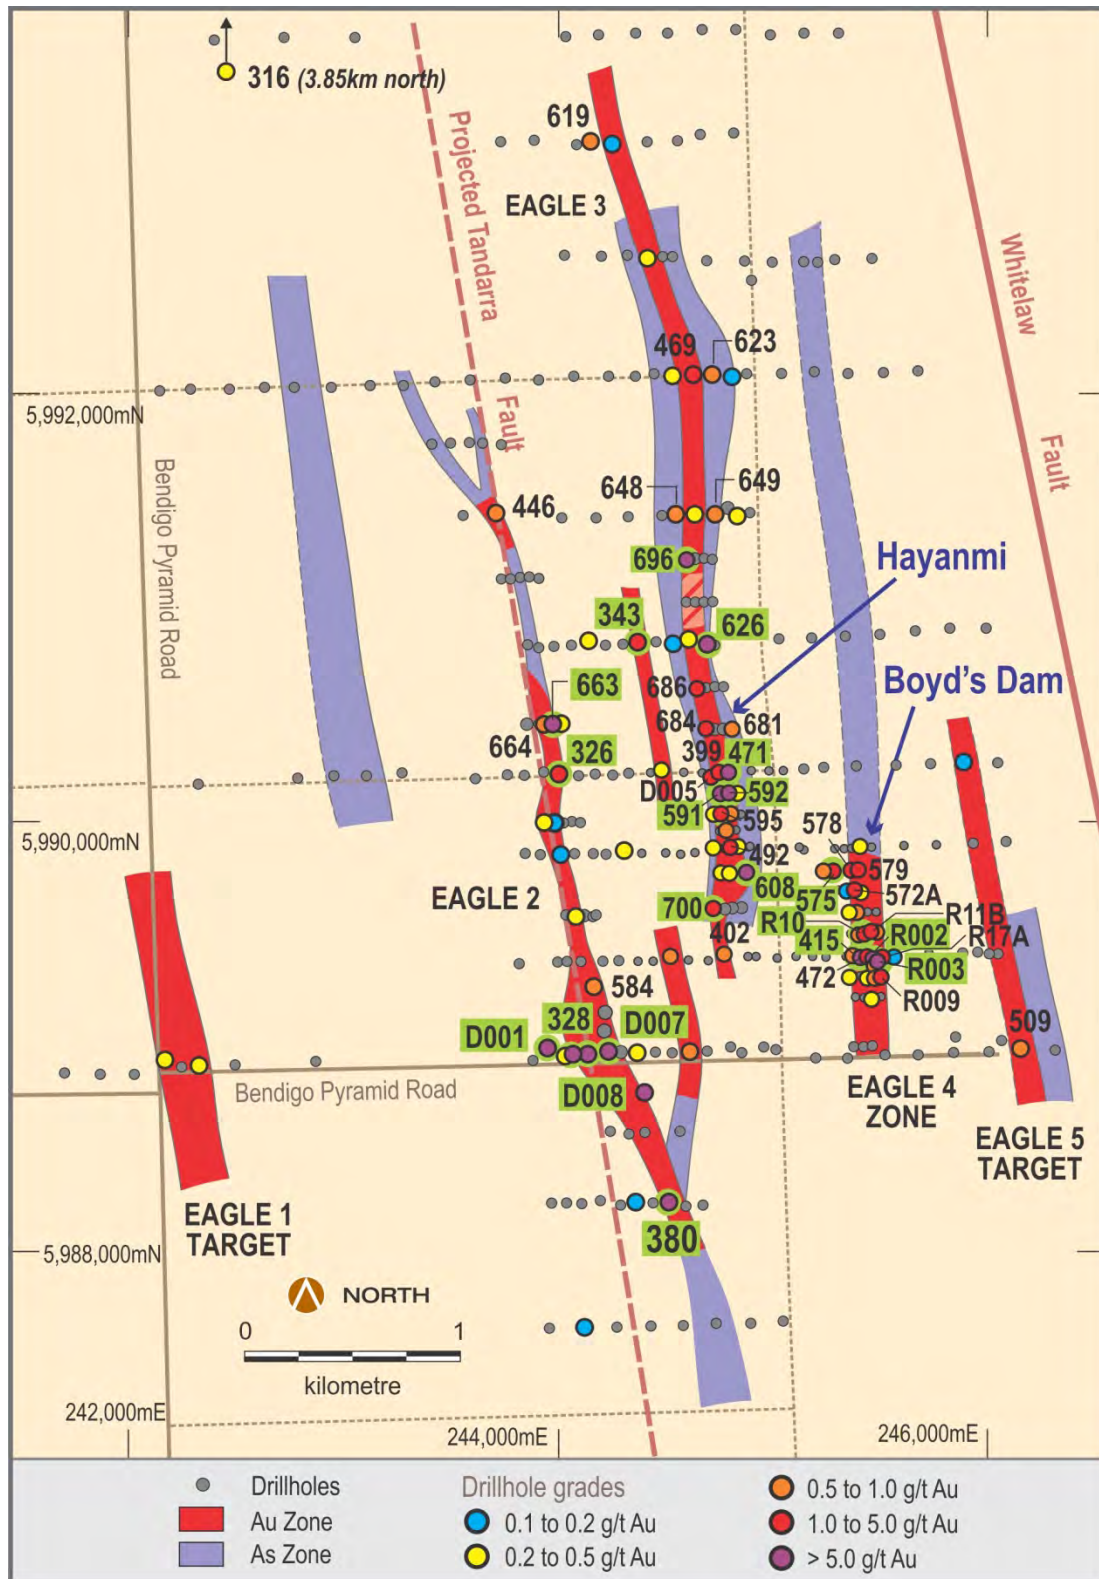 316 (3.85km north)
619
Projected Tandarra
Fault
EAGLE 3
Whitelaw
Fault
469
623
5,992,000mN
Bendigo Pyramid Road
446
648
649
696
Hayanmi
343
626
Boyd's Dam
663
686
664
684
681
326
399
471
D005
591
592
5,990,000mN
595
578
492
579
EAGLE 2
608
575
572A
700
R10
R11B
402
415
R002
R17A
472
R003
584
R009
D001
328
D007
509
Bendigo Pyramid Road
D008
EAGLE 4
ZONE
EAGLE 5
TARGET
EAGLE 1
TARGET
380
5,988,000mN
NORTH
0 1
kilometre
242,000mE
244,000mE
246,000mE
Drillholes
Au Zone
As Zone
Drillhole grades
0.1 to 0.2 g/t Au
0.2 to 0.5 g/t Au
0.5 to 1.0 g/t Au
1.0 to 5.0 g/t Au
> 5.0 g/t Au